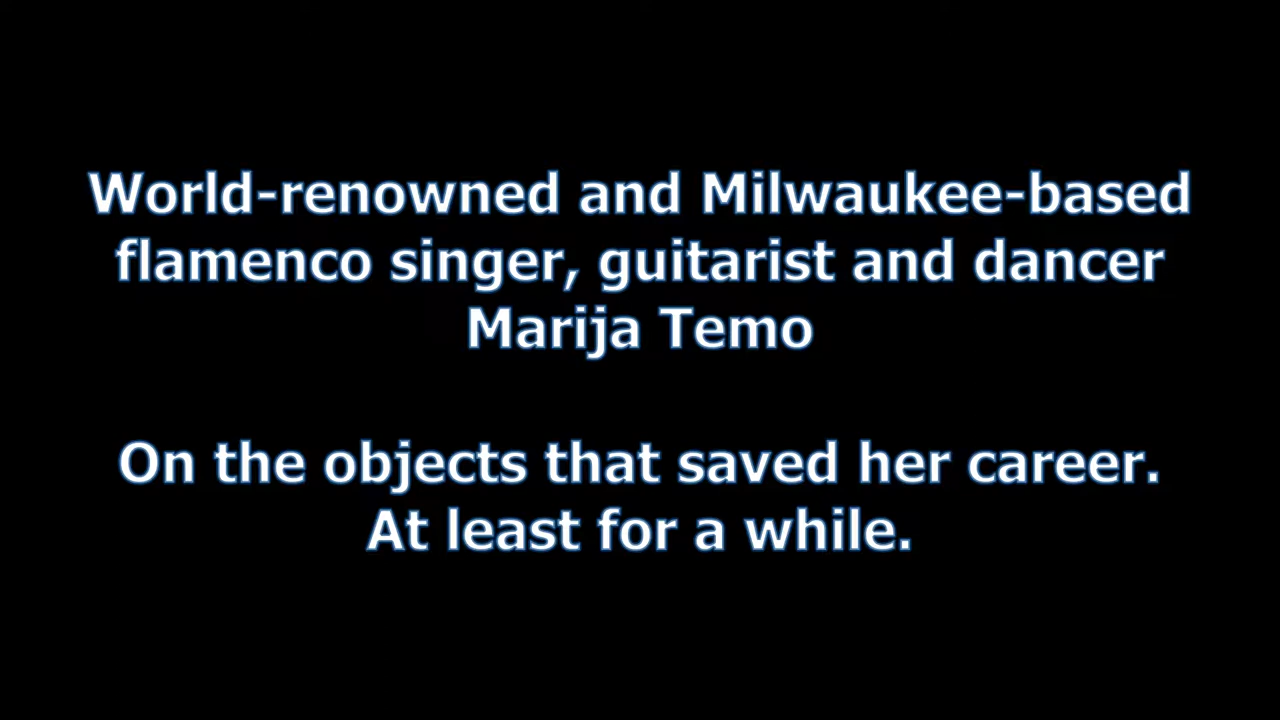 World-renowned and Milwaukee-based
flamenco singer, guitarist and dancer
Marija Temo
On the objects that saved her career.
At least for a while.